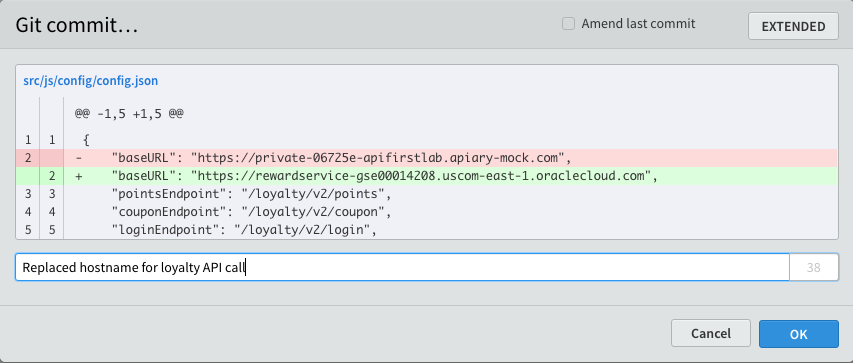 Git commit...
Amend last commit
EXTENDED
src/js/config/config.json
@@ -1,5 +1,5 @@
1 1 {
2 - "baseURL": "https://private-06725e-apifirstlab.apiary-mock.com",
2 + "baseURL": "https://rewardservice-gse00014208.uscom-east-1.oraclecloud.com",
3 3 "pointsEndpoint": "/loyalty/v2/points",
4 4 "couponEndpoint": "/loyalty/v2/coupon",
5 5 "loginEndpoint": "/loyalty/v2/login",
Replaced hostname for loyalty API call
38
Cancel
OK